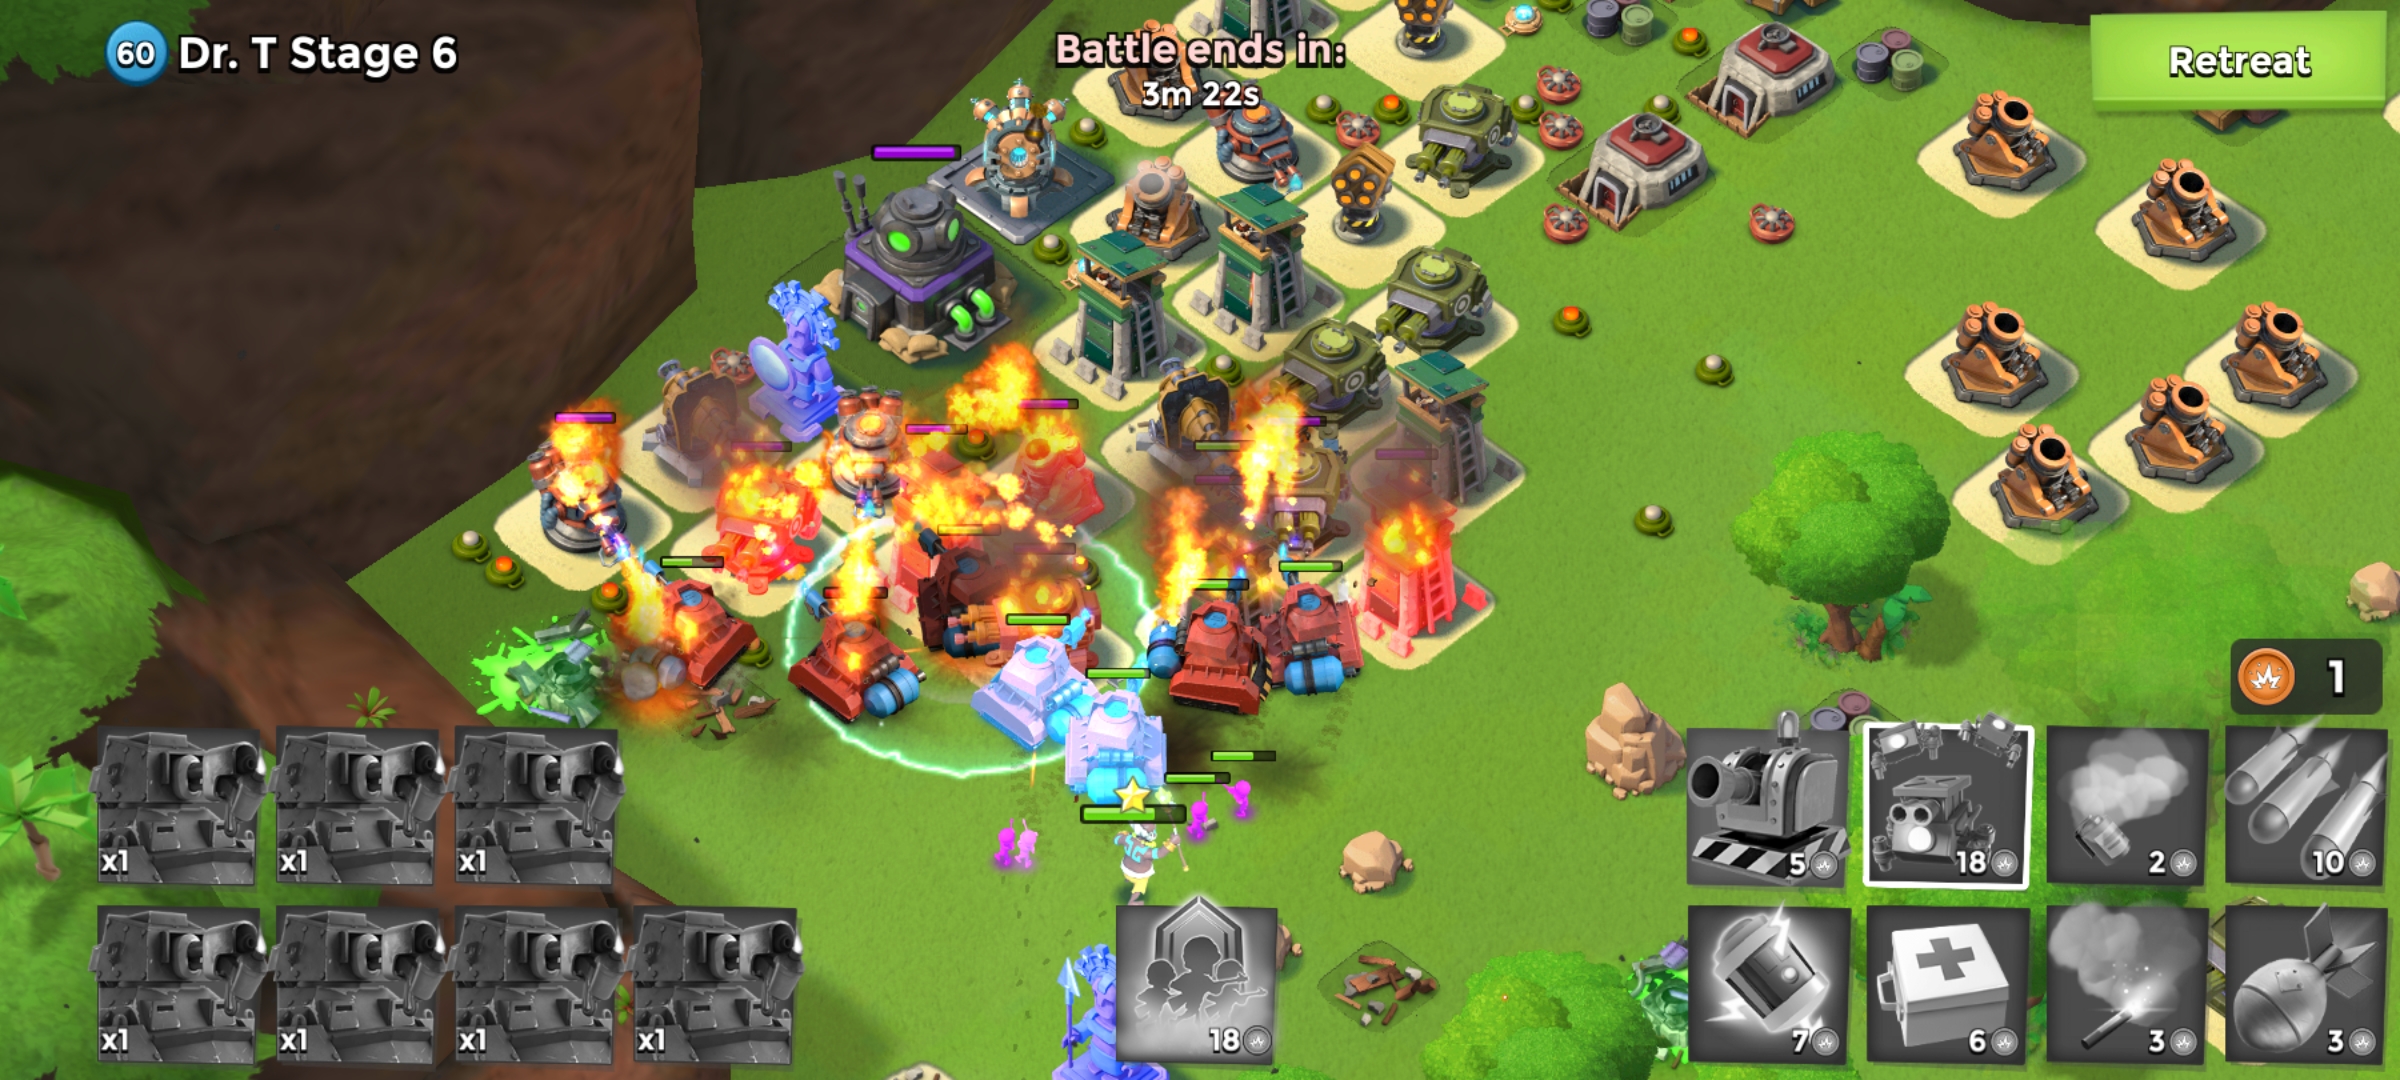 60 Dr. T Stage 6
Battle ends in:
3m 22s
Retreat
1
x1 x1 x1
5 18 2 10
x1 x1 x1 x1
18
7 6 3 3